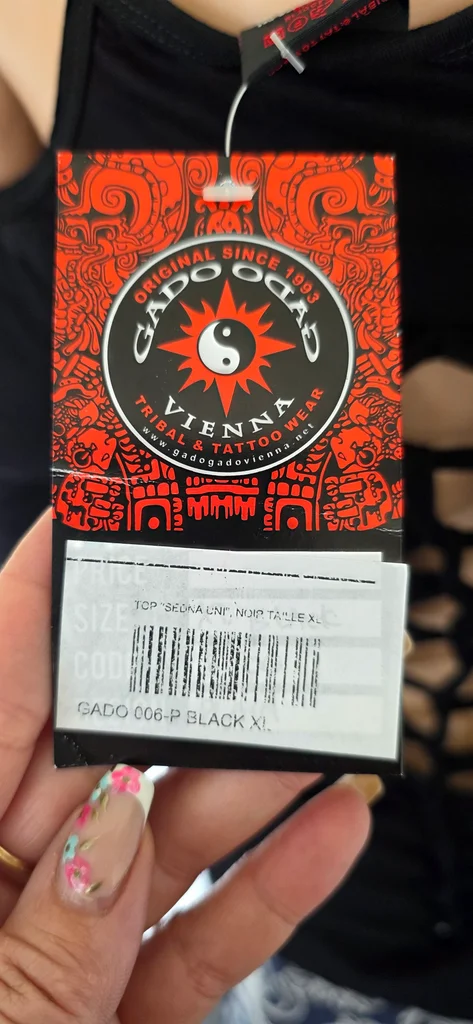 ORIGINAL SINCE 1993
GADO GADO
VIENNA
TRIBAL & TATTOO WEAR
www.gadogadovienna.net
PRICE
SIZE
CODE
TOP "SEDNA UNI", NOIR TAILLE XL
GADO 006-P BLACK XL